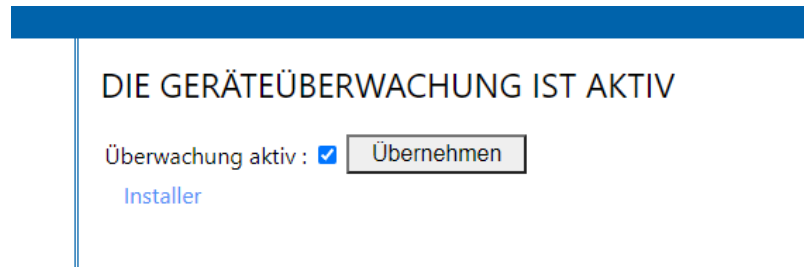 DIE GERÄTEÜBERWACHUNG IST AKTIV
Überwachung aktiv : Übernehmen
Installer